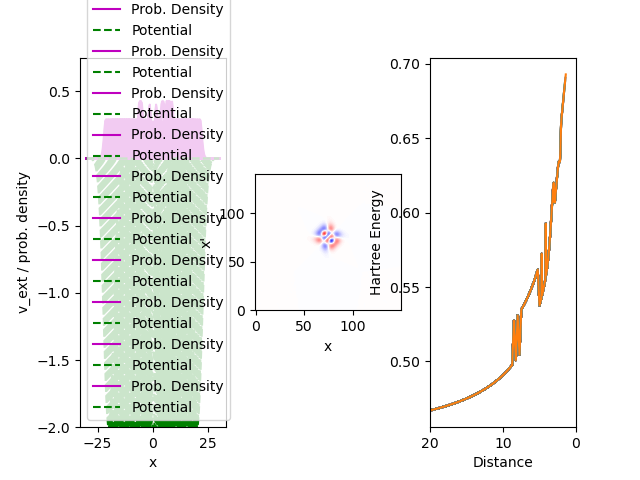 Prob. Density
Potential
Prob. Density
Potential
Prob. Density
Potential
Prob. Density
Potential
Prob. Density
Potential
Prob. Density
Potential
Prob. Density
Potential
Prob. Density
Potential
Prob. Density
Potential
Prob. Density
Potential
0.5
0.0
−0.5
−1.0
−1.5
−2.0
v_ext / prob. density
−25
0
25
x
100
50
0
x'
0
50
100
x
0.70
0.65
0.60
0.55
0.50
Hartree Energy
20
10
0
Distance